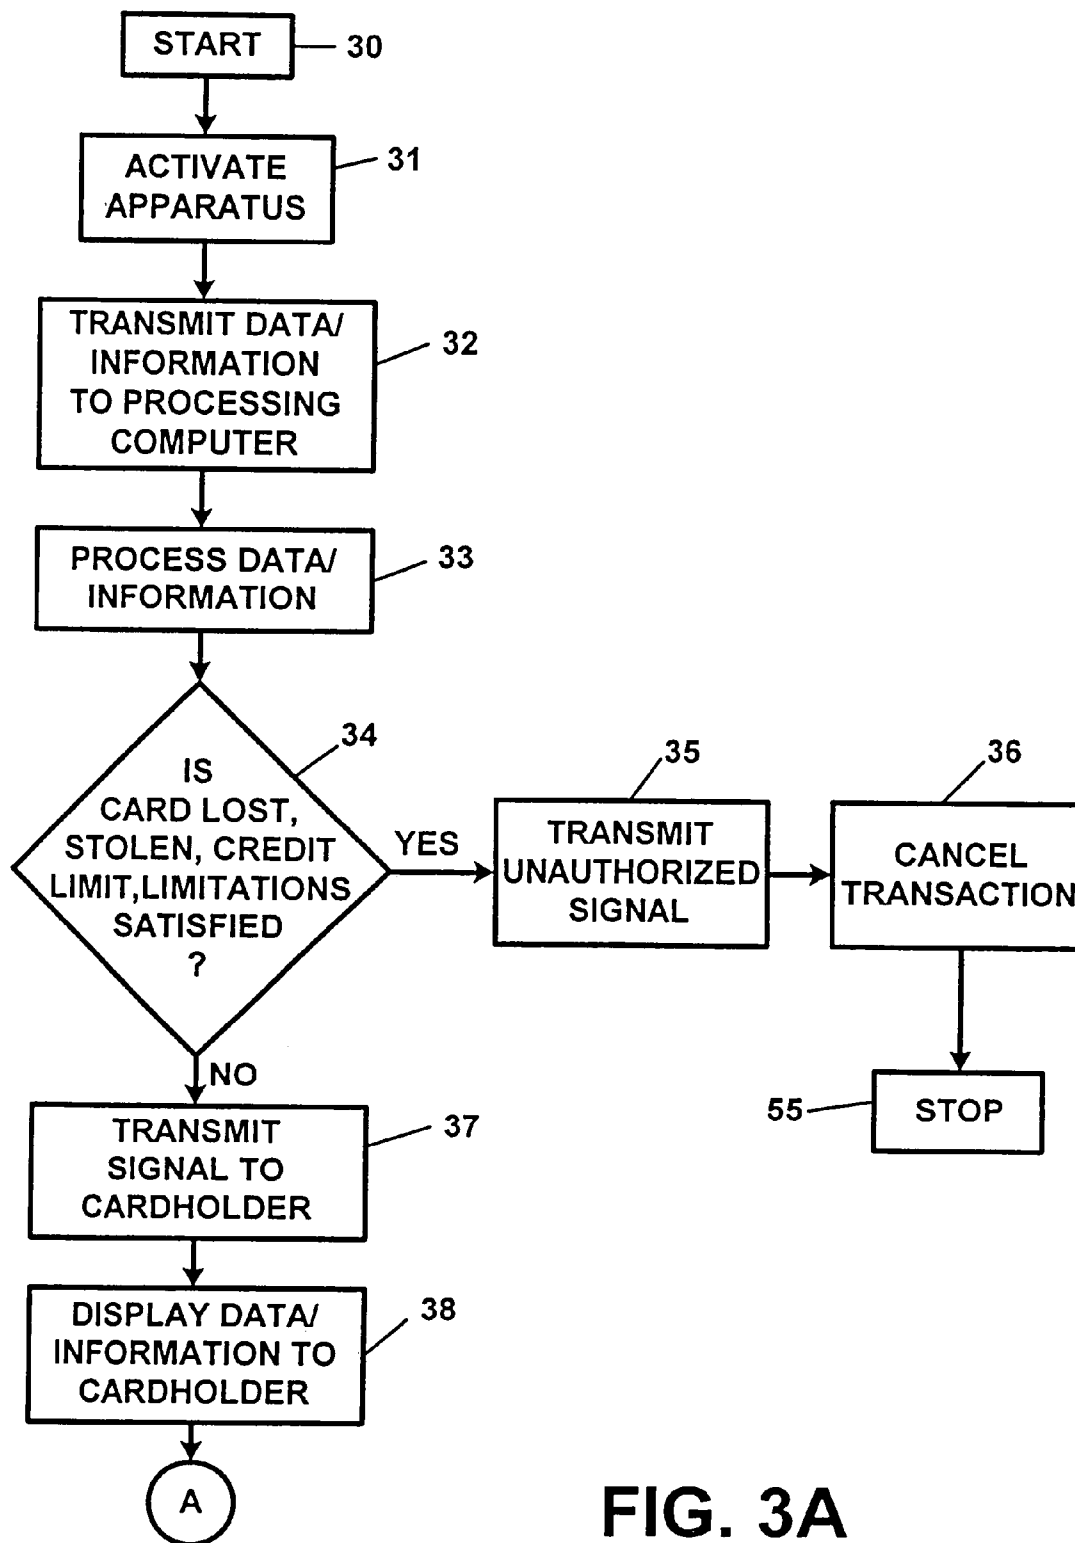 START
30
ACTIVATE
APPARATUS
31
TRANSMIT DATA/
INFORMATION
TO PROCESSING
COMPUTER
32
PROCESS DATA/
INFORMATION
33
IS
CARD LOST,
STOLEN, CREDIT
LIMIT,LIMITATIONS
SATISFIED
?
34
YES
TRANSMIT
UNAUTHORIZED
SIGNAL
35
CANCEL
TRANSACTION
36
STOP
55
NO
TRANSMIT
SIGNAL TO
CARDHOLDER
37
DISPLAY DATA/
INFORMATION TO
CARDHOLDER
38
A
FIG. 3A